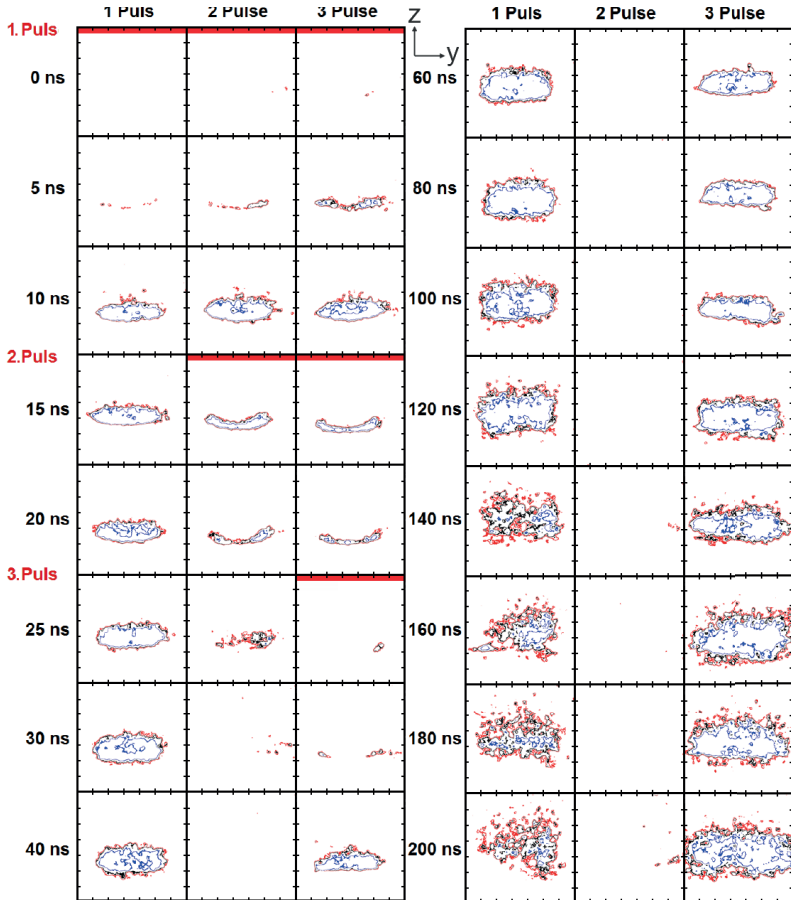 1 Puls 2 Pulse 3 Pulse z 1 Puls 2 Pulse 3 Pulse
1.Puls
y
0 ns 60 ns
5 ns 80 ns
10 ns 100 ns
2.Puls
15 ns 120 ns
20 ns 140 ns
3.Puls
25 ns 160 ns
30 ns 180 ns
40 ns 200 ns